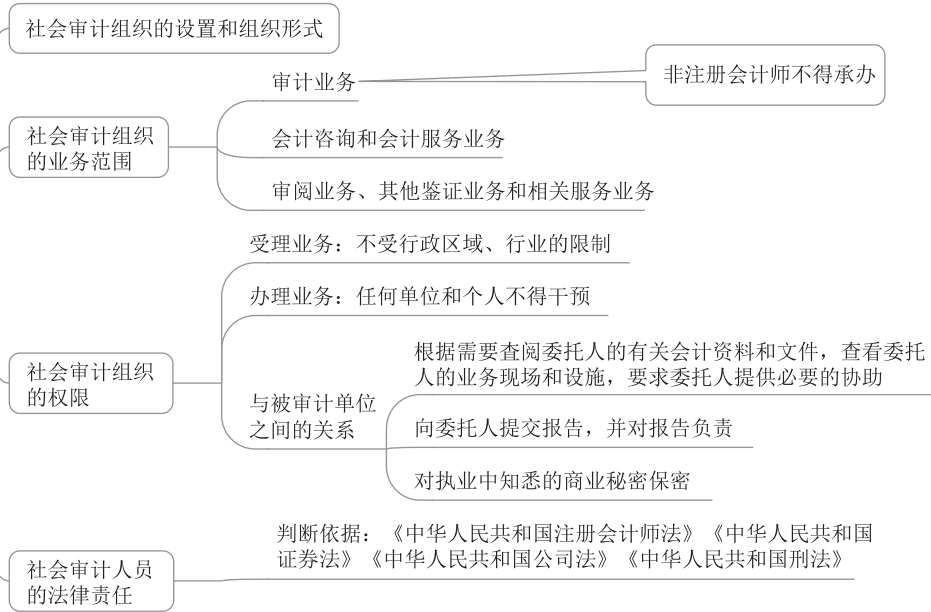 社会审计组织的设置和组织形式
审计业务
非注册会计师不得承办
社会审计组织
的业务范围
会计咨询和会计服务业务
审阅业务、其他鉴证业务和相关服务业务
受理业务：不受行政区域、行业的限制
办理业务：任何单位和个人不得干预
社会审计组织
的权限
与被审计单位
之间的关系
根据需要查阅委托人的有关会计资料和文件，查看委托
人的业务现场和设施，要求委托人提供必要的协助
向委托人提交报告，并对报告负责
对执业中知悉的商业秘密保密
社会审计人员
的法律责任
判断依据：《中华人民共和国注册会计师法》《中华人民共和国
证券法》《中华人民共和国公司法》《中华人民共和国刑法》